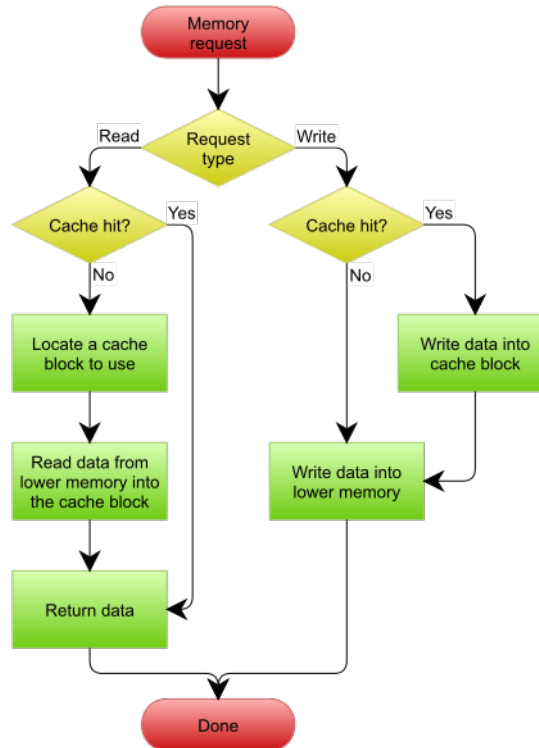 Memory
request
Read
Request
type
Write
Cache hit?
Yes
Cache hit?
Yes
No
No
Locate a cache
block to use
Write data into
cache block
Read data from
lower memory into
the cache block
Write data into
lower memory
Return data
Done